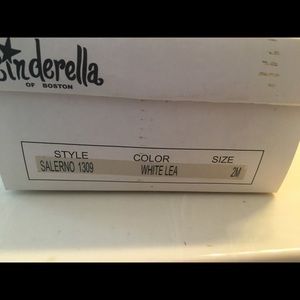 Cinderella
OF BOSTON
STYLE COLOR SIZE
SALERNO 1309 WHITE LEA 2M